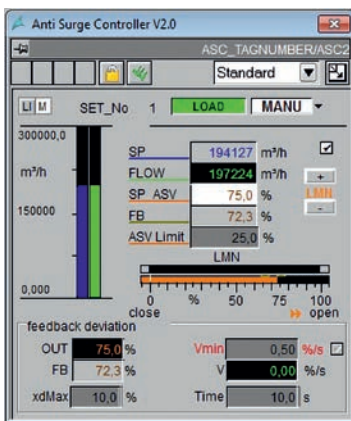 Anti Surge Controller V2.0
ASC_TAGNUMBER/ASC2
Standard
LI M SET_No 1 LOAD MANU
300000,0
m³/h
150000
0,000
SP 194127 m³/h
FLOW 197224 m³/h
SP_ASV 75,0 %
FB 72,3 %
ASV Limit 25,0 %
+
LMN
-
LMN
0 % 50 75 100
close open
feedback deviation
OUT 75,0 % Vmin 0,50 %/s
FB 72,3 % V 0,00 %/s
xdMax 10,0 % Time 10,0 s